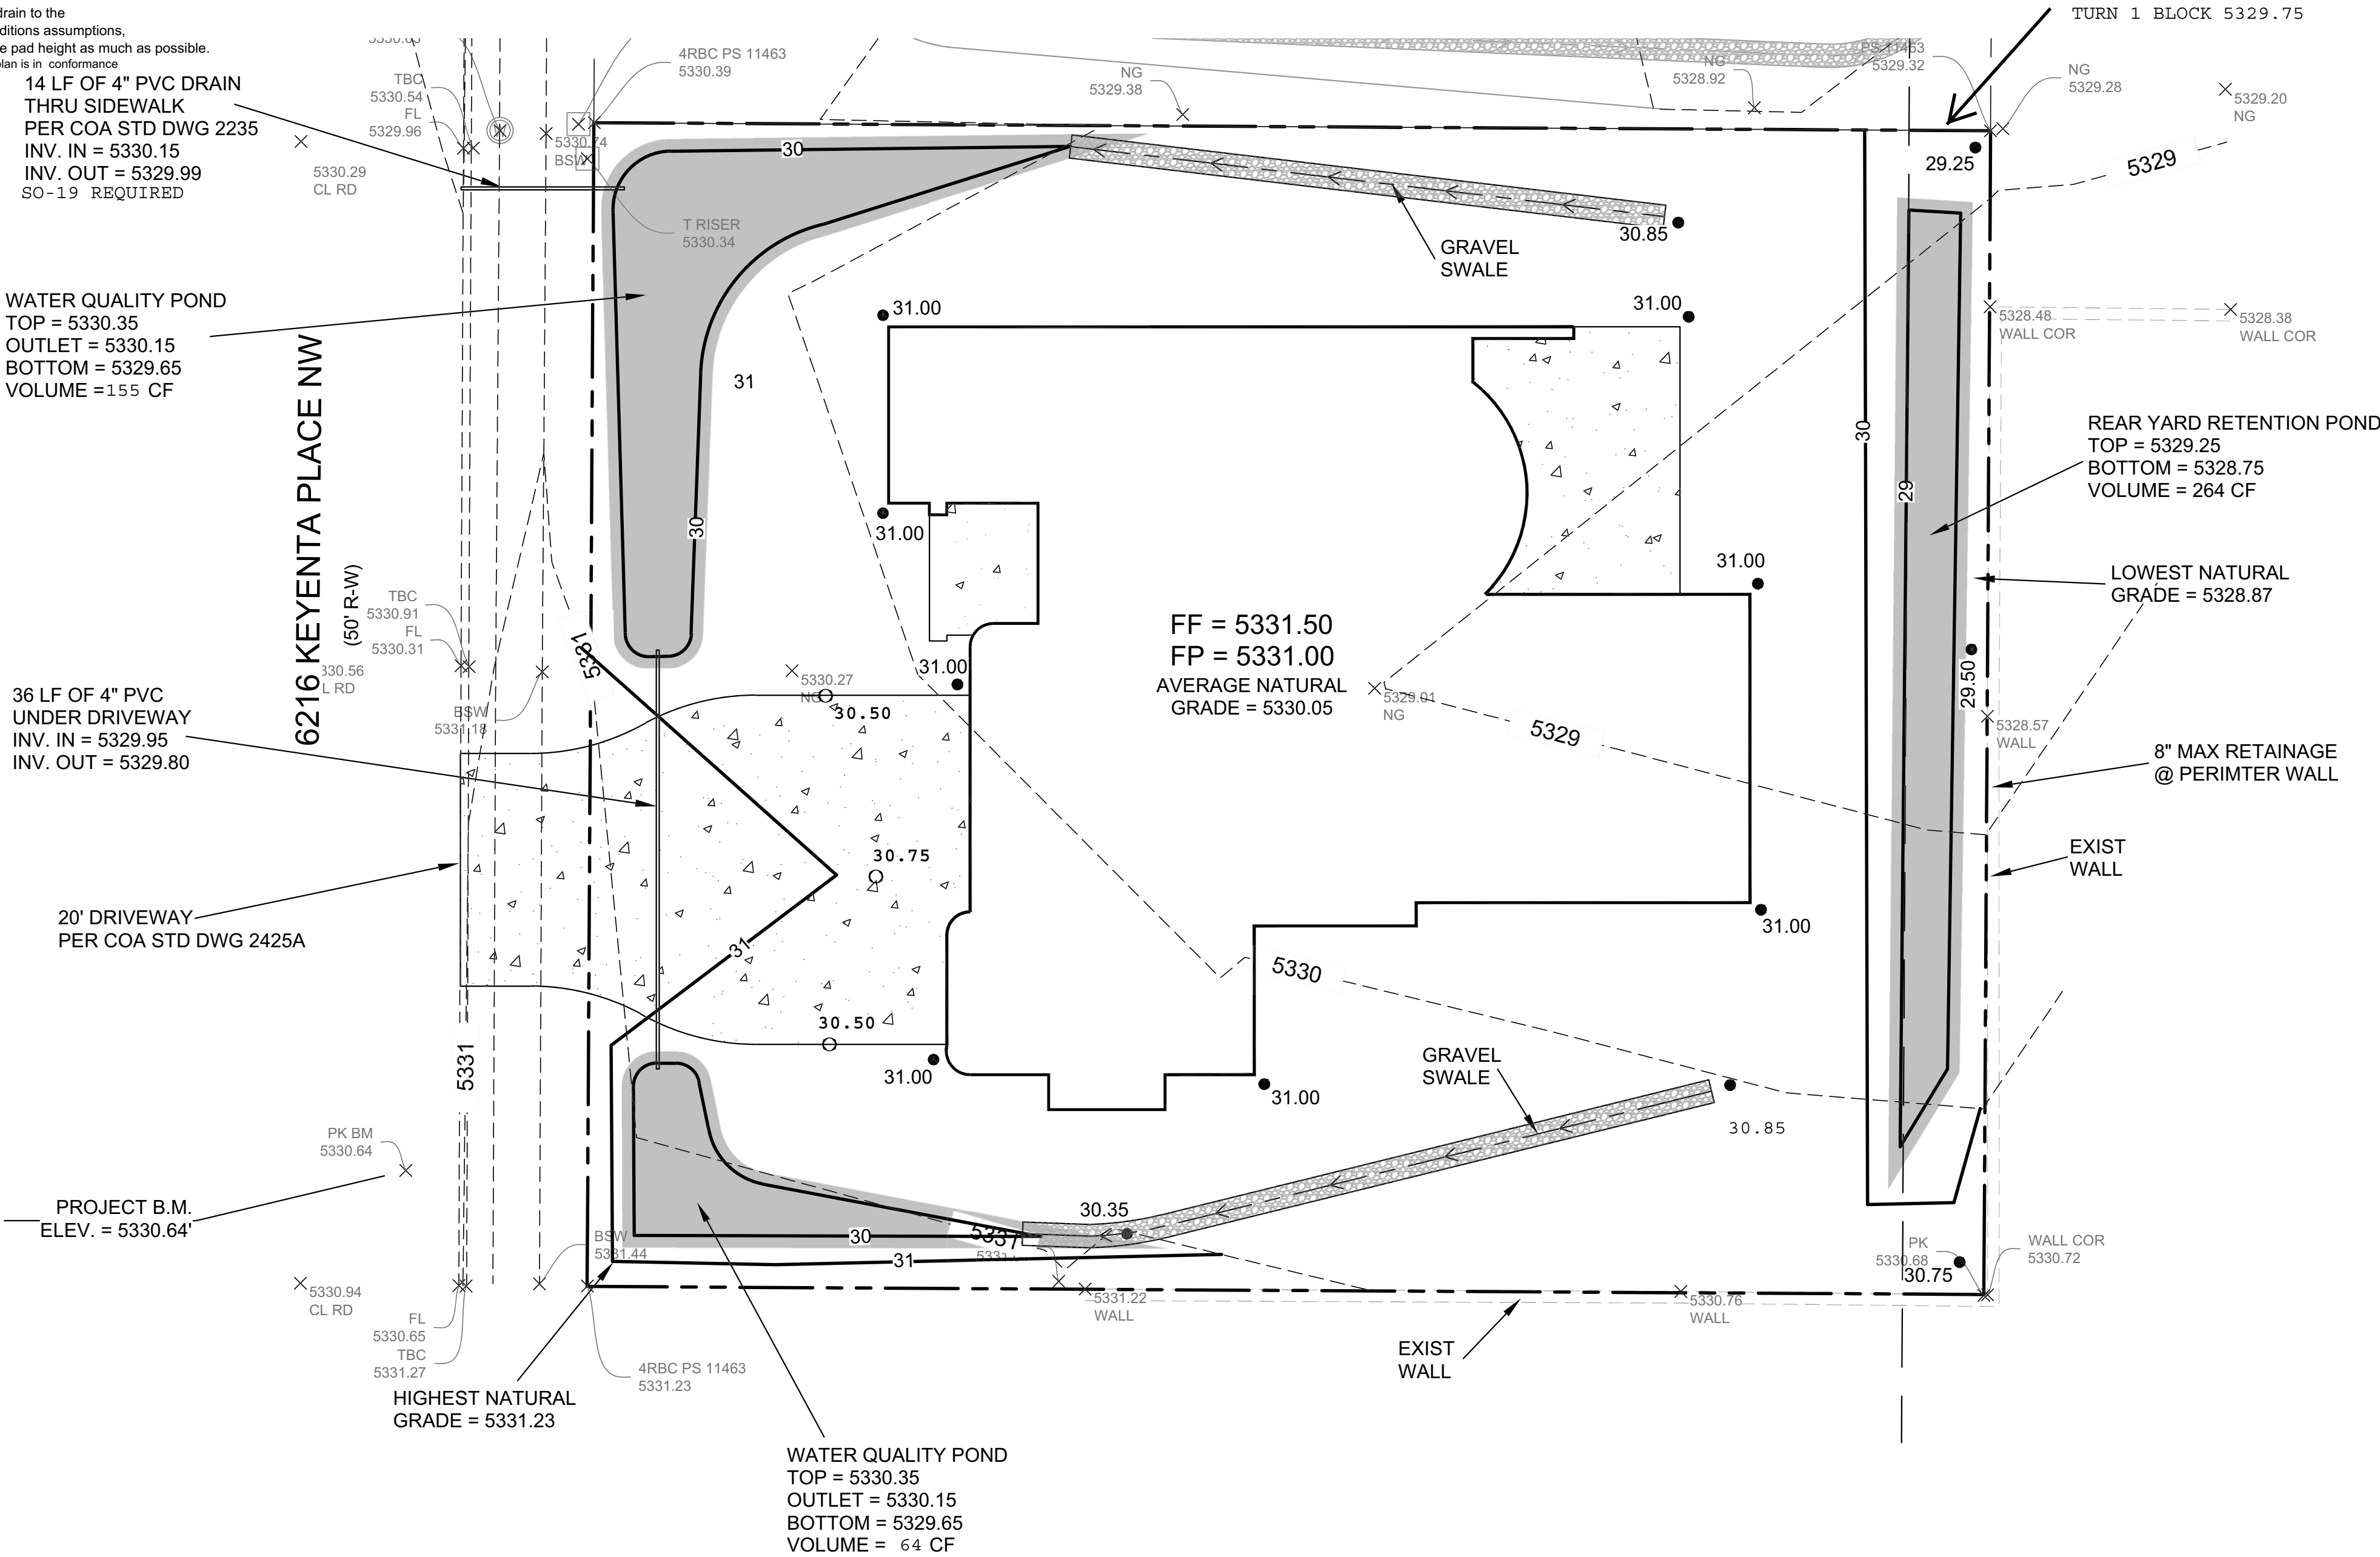 drain to the
ditions assumptions,
e pad height as much as possible.
lan is in conformance
14 LF OF 4" PVC DRAIN
THRU SIDEWALK
PER COA STD DWG 2235
INV. IN = 5330.15
INV. OUT = 5329.99
SO-19 REQUIRED
TURN 1 BLOCK 5329.75
TBC
5330.54
FL
5329.96
4RBC PS 11463
5330.39
NG
5329.38
NG
5328.92
PS 11463
5329.32
NG
5329.28
5329.20
NG
5330.29
CL RD
5330.74
BSW
30
29.25
5329
T RISER
5330.34
30.85
GRAVEL
SWALE
WATER QUALITY POND
TOP = 5330.35
OUTLET = 5330.15
BOTTOM = 5329.65
VOLUME =155 CF
31.00
31.00
5328.48
WALL COR
5328.38
WALL COR
31
6216 KEYENTA PLACE NW
(50' R-W)
30
29
30
31.00
REAR YARD RETENTION POND
TOP = 5329.25
BOTTOM = 5328.75
VOLUME = 264 CF
31.00
LOWEST NATURAL
GRADE = 5328.87
TBC
5330.91
FL
5330.31
330.56
L RD
5331
5330.27
NG
31.00
30.50
FF = 5331.50
FP = 5331.00
AVERAGE NATURAL
GRADE = 5330.05
5329.01
NG
5329
29.50
5328.57
WALL
BSW
5331.18
36 LF OF 4" PVC
UNDER DRIVEWAY
INV. IN = 5329.95
INV. OUT = 5329.80
8" MAX RETAINAGE
@ PERIMTER WALL
30.75
EXIST
WALL
20' DRIVEWAY
PER COA STD DWG 2425A
31.00
31
5330
30.50
5331
31.00
31.00
GRAVEL
SWALE
30.85
PK BM
5330.64
PROJECT B.M.
ELEV. = 5330.64'
30.35
30
31
BSW
5331.44
PK
5330.68
30.75
WALL COR
5330.72
5330.94
CL RD
5331.22
WALL
5330.76
WALL
FL
5330.65
TBC
5331.27
4RBC PS 11463
5331.23
EXIST
WALL
HIGHEST NATURAL
GRADE = 5331.23
WATER QUALITY POND
TOP = 5330.35
OUTLET = 5330.15
BOTTOM = 5329.65
VOLUME = 64 CF